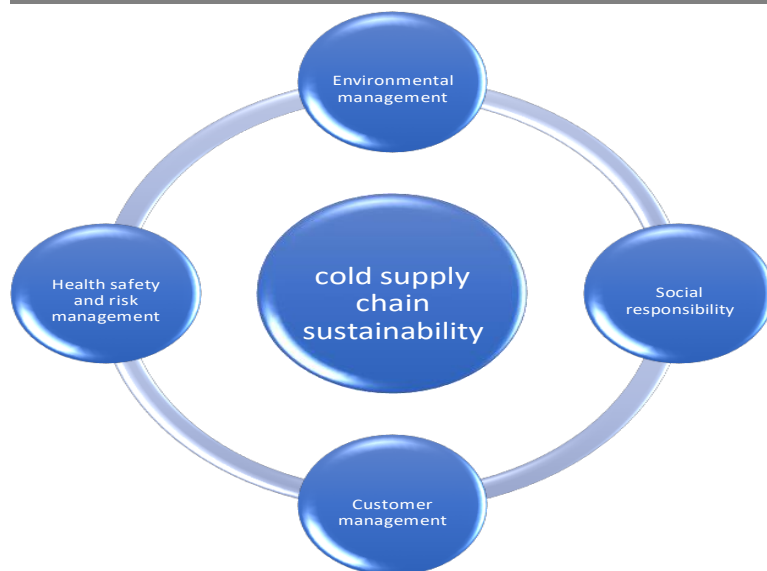 Environmental
management
Health safety
and risk
management
cold supply
chain
sustainability
Social
responsibility
Customer
management